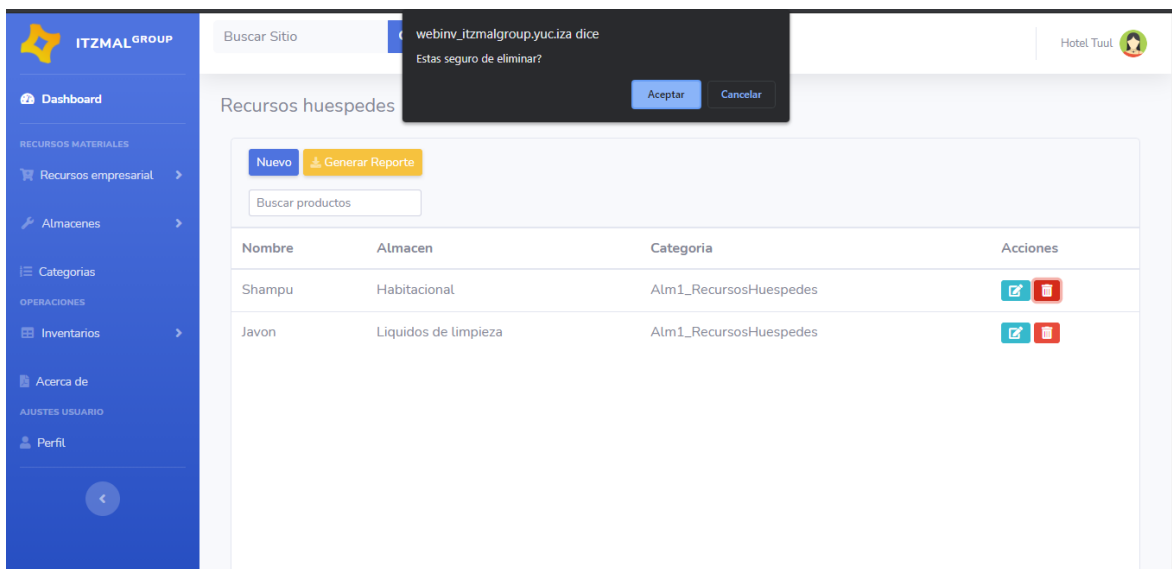 ITZMALGROUP
Dashboard
RECURSOS MATERIALES
Recursos empresarial
Almacenes
Categorias
OPERACIONES
Inventarios
Acerca de
AJUSTES USUARIO
Perfil
Buscar Sitio
webinv_itzmalgroup.yuc.iza dice
Estas seguro de eliminar?
Aceptar Cancelar
Hotel Tuul
Recursos huespedes
Nuevo Generar Reporte
Buscar productos
Nombre Almacen Categoria Acciones
Shampu Habitacional Alm1_RecursosHuespedes
Javon Liquidos de limpieza Alm1_RecursosHuespedes